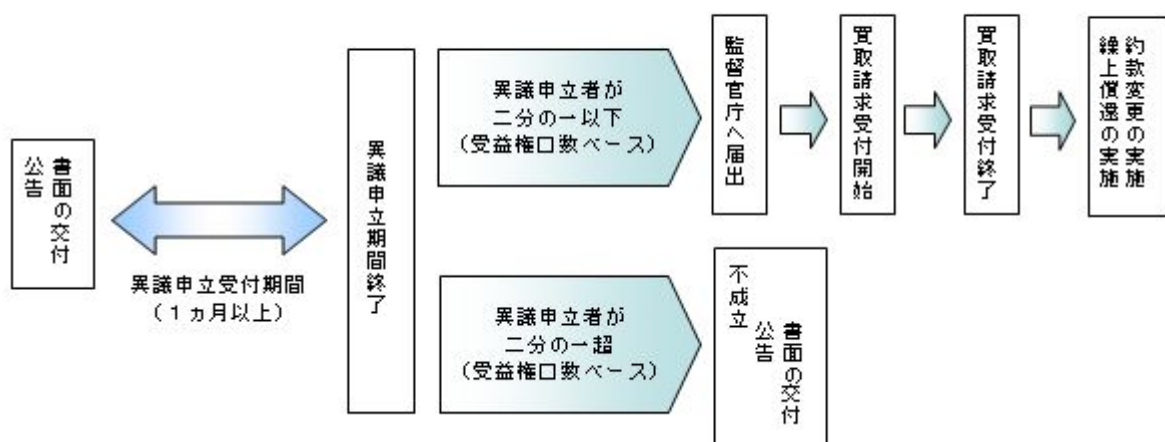 書面の交付
公告
異議申立受付期間
（１ヵ月以上）
異議申立期間終了
異議申立者が
二分の一以下
（受益権口数ベース）
監督官庁へ届出
買取請求受付開始
買取請求受付終了
約款変更の実施
繰上償還の実施
異議申立者が
二分の一超
（受益権口数ベース）
不成立
書面の交付
公告